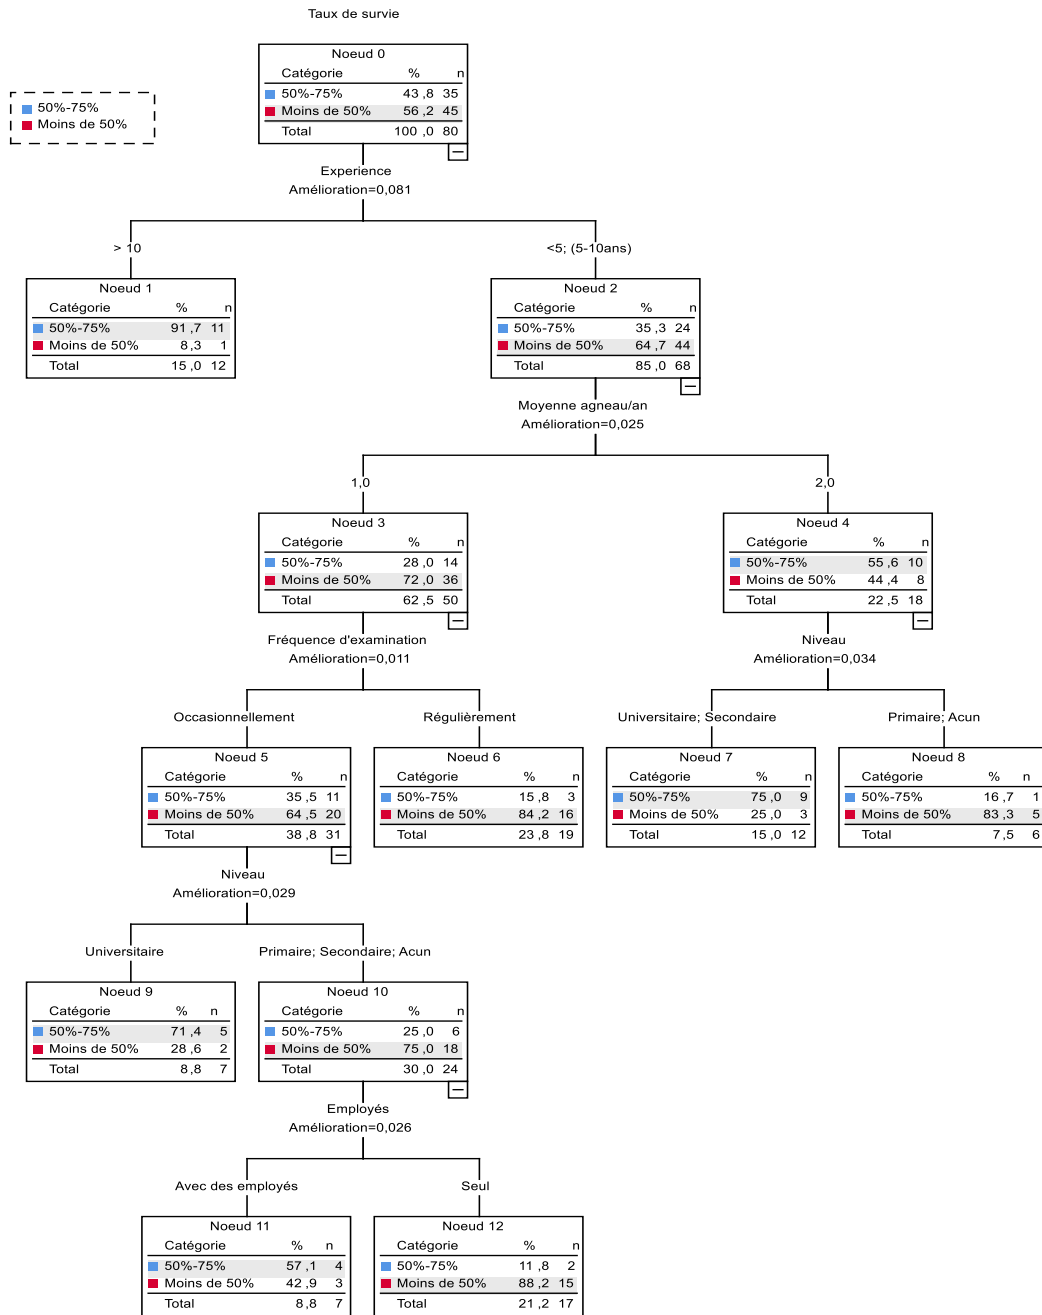 Taux de survie
50%-75%
Moins de 50%
Noeud 0
Catégorie % n
50%-75% 43 ,8 35
Moins de 50% 56 ,2 45
Total 100 ,0 80
Experience
Amélioration=0,081
> 10
<5; (5-10ans)
Noeud 1
Catégorie % n
50%-75% 91 ,7 11
Moins de 50% 8 ,3 1
Total 15 ,0 12
Noeud 2
Catégorie % n
50%-75% 35 ,3 24
Moins de 50% 64 ,7 44
Total 85 ,0 68
Moyenne agneau/an
Amélioration=0,025
1,0
2,0
Noeud 3
Catégorie % n
50%-75% 28 ,0 14
Moins de 50% 72 ,0 36
Total 62 ,5 50
Noeud 4
Catégorie % n
50%-75% 55 ,6 10
Moins de 50% 44 ,4 8
Total 22 ,5 18
Fréquence d'examination
Amélioration=0,011
Niveau
Amélioration=0,034
Occasionnellement
Régulièrement
Universitaire; Secondaire
Primaire; Acun
Noeud 5
Catégorie % n
50%-75% 35 ,5 11
Moins de 50% 64 ,5 20
Total 38 ,8 31
Noeud 6
Catégorie % n
50%-75% 15 ,8 3
Moins de 50% 84 ,2 16
Total 23 ,8 19
Noeud 7
Catégorie % n
50%-75% 75 ,0 9
Moins de 50% 25 ,0 3
Total 15 ,0 12
Noeud 8
Catégorie % n
50%-75% 16 ,7 1
Moins de 50% 83 ,3 5
Total 7 ,5 6
Niveau
Amélioration=0,029
Universitaire
Primaire; Secondaire; Acun
Noeud 9
Catégorie % n
50%-75% 71 ,4 5
Moins de 50% 28 ,6 2
Total 8 ,8 7
Noeud 10
Catégorie % n
50%-75% 25 ,0 6
Moins de 50% 75 ,0 18
Total 30 ,0 24
Employés
Amélioration=0,026
Avec des employés
Seul
Noeud 11
Catégorie % n
50%-75% 57 ,1 4
Moins de 50% 42 ,9 3
Total 8 ,8 7
Noeud 12
Catégorie % n
50%-75% 11 ,8 2
Moins de 50% 88 ,2 15
Total 21 ,2 17